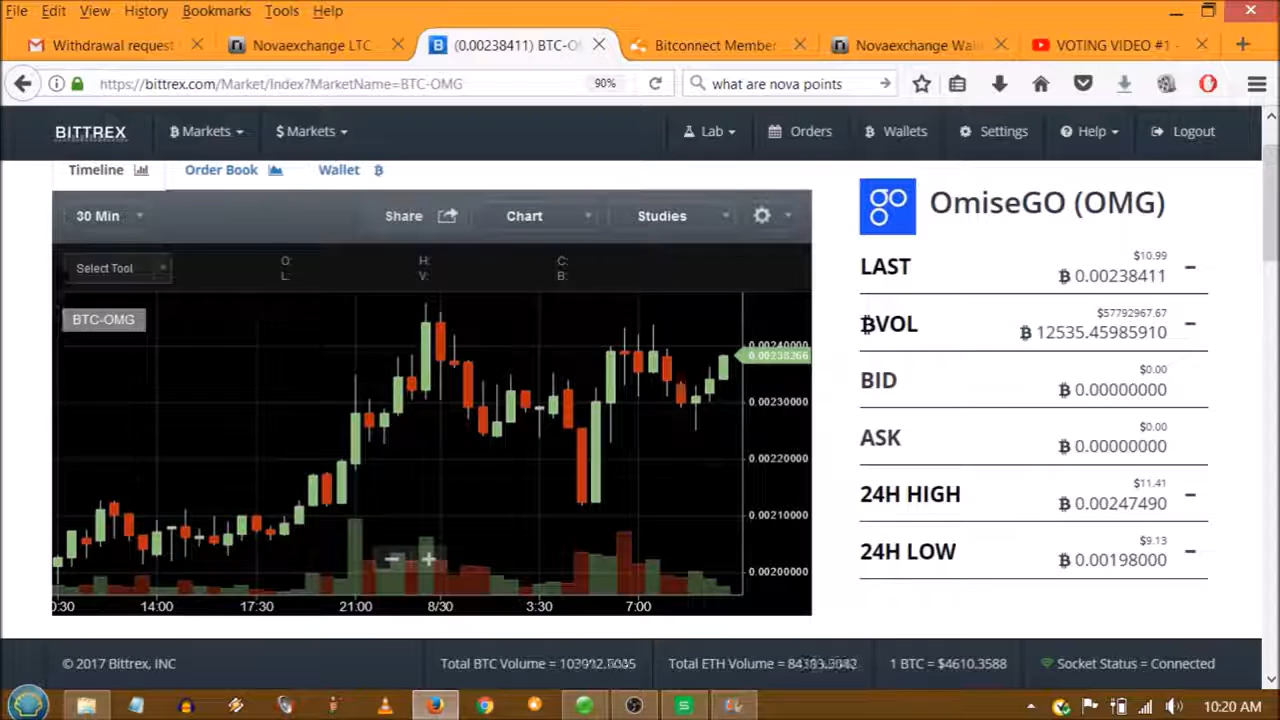 File Edit View History Bookmarks Tools Help
Withdrawal request
Novaexchange LTC
(0.00238411) BTC-O
Bitconnect Member
Novaexchange Wa
VOTING VIDEO #1 -
https://bittrex.com/Market/Index?MarketName=BTC-OMG
90%
what are nova points
BITTREX
Markets
$ Markets
Lab
Orders
Wallets
Settings
Help
Logout
Timeline
Order Book
Wallet
30 Min
Share
Chart
Studies
Select Tool
O: H: C:
L: V: B:
BTC-OMG
0.00240000
0.00238266
0.00230000
0.00220000
0.00210000
0.00200000
0:30 14:00 17:30 21:00 8/30 3:30 7:00
go
OmiseGO (OMG)
$10.99
LAST 0.00238411
$57792967.67
VOL 12535.45985910
$0.00
BID 0.00000000
$0.00
ASK 0.00000000
$11.41
24H HIGH 0.00247490
$9.13
24H LOW 0.00198000
© 2017 Bittrex, INC
Total BTC Volume =
Total ETH Volume =
1 BTC = $4610.3588
Socket Status = Connected
10:20 AM